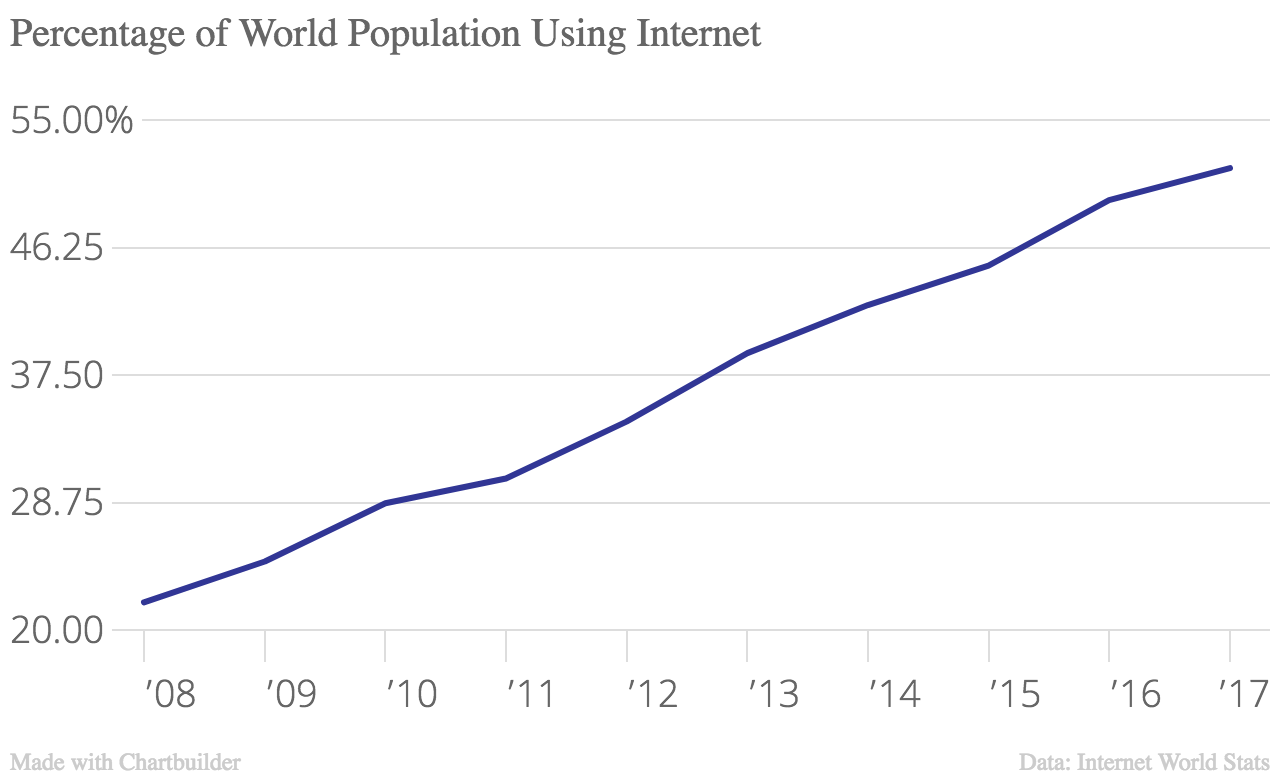 Percentage of World Population Using Internet
55.00%
46.25
37.50
28.75
20.00
’08 ’09 ’10 ’11 ’12 ’13 ’14 ’15 ’16 ’17
Made with Chartbuilder Data: Internet World Stats